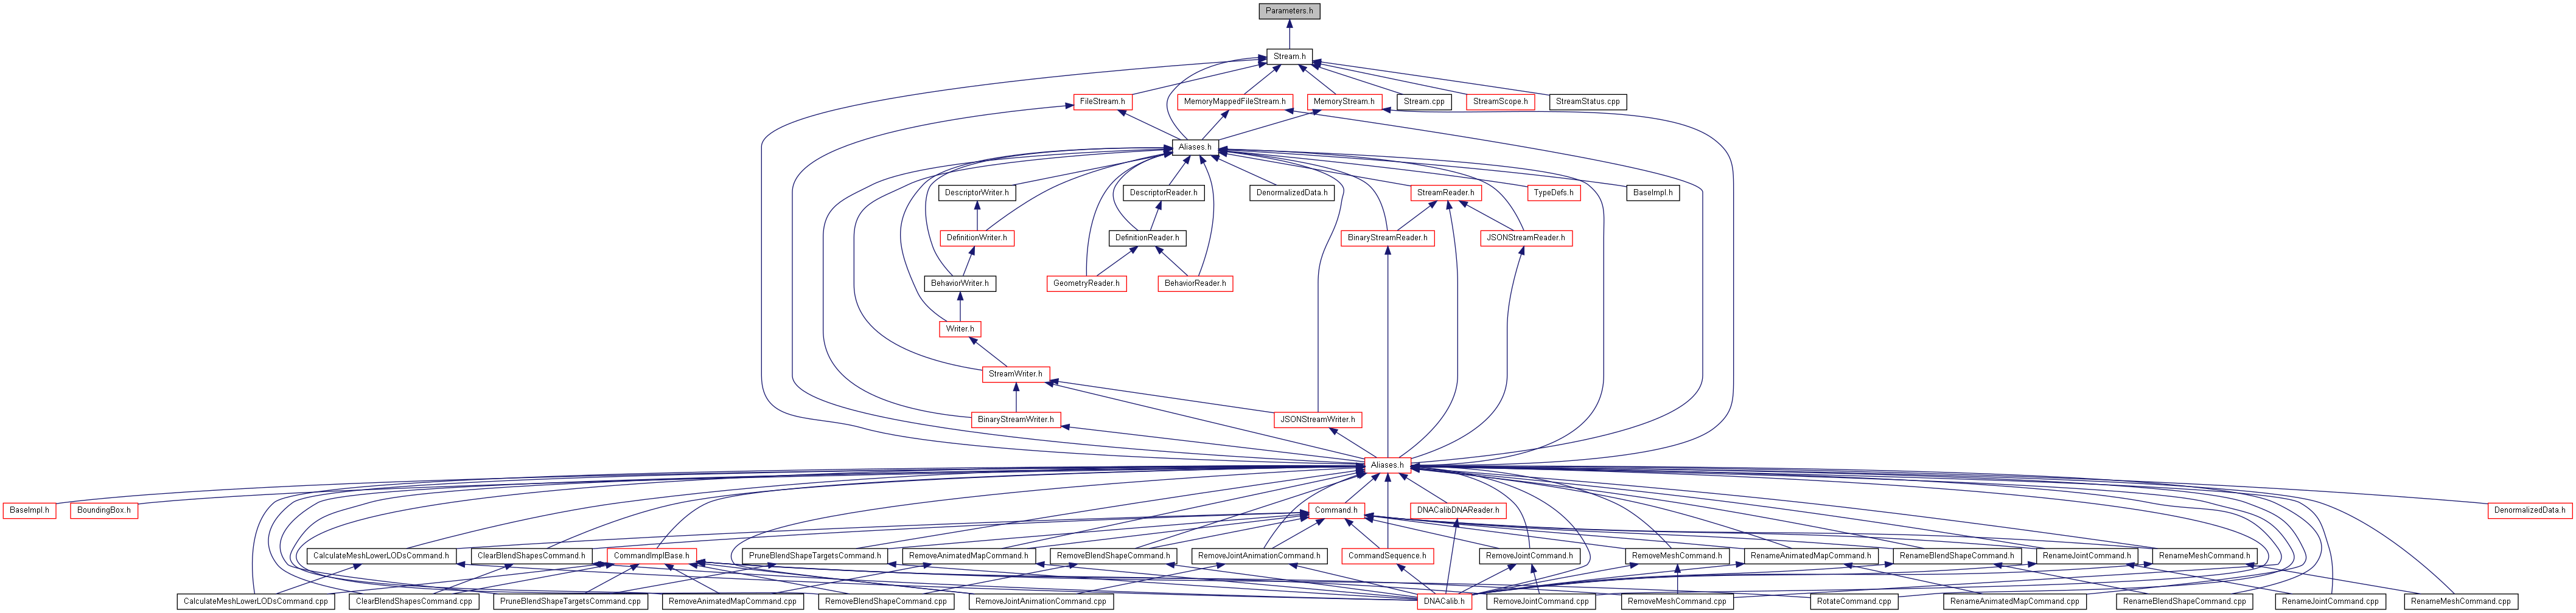 Parameters.h
Stream.h
FileStream.h
MemoryMappedFileStream.h
MemoryStream.h
Stream.cpp
StreamScope.h
StreamStatus.cpp
Aliases.h
DescriptorWriter.h
DescriptorReader.h
DenormalizedData.h
StreamReader.h
TypeDefs.h
BaseImpl.h
DefinitionWriter.h
DefinitionReader.h
BinaryStreamReader.h
JSONStreamReader.h
BehaviorWriter.h
GeometryReader.h
BehaviorReader.h
Writer.h
StreamWriter.h
BinaryStreamWriter.h
JSONStreamWriter.h
Aliases.h
BaseImpl.h
BoundingBox.h
Command.h
DNACalibDNAReader.h
DenormalizedData.h
CalculateMeshLowerLODsCommand.h
ClearBlendShapesCommand.h
CommandImplBase.h
PruneBlendShapeTargetsCommand.h
RemoveAnimatedMapCommand.h
RemoveBlendShapeCommand.h
RemoveJointAnimationCommand.h
CommandSequence.h
RemoveJointCommand.h
RemoveMeshCommand.h
RenameAnimatedMapCommand.h
RenameBlendShapeCommand.h
RenameJointCommand.h
RenameMeshCommand.h
CalculateMeshLowerLODsCommand.cpp
ClearBlendShapesCommand.cpp
PruneBlendShapeTargetsCommand.cpp
RemoveAnimatedMapCommand.cpp
RemoveBlendShapeCommand.cpp
RemoveJointAnimationCommand.cpp
DNACalib.h
RemoveJointCommand.cpp
RemoveMeshCommand.cpp
RotateCommand.cpp
RenameAnimatedMapCommand.cpp
RenameBlendShapeCommand.cpp
RenameJointCommand.cpp
RenameMeshCommand.cpp